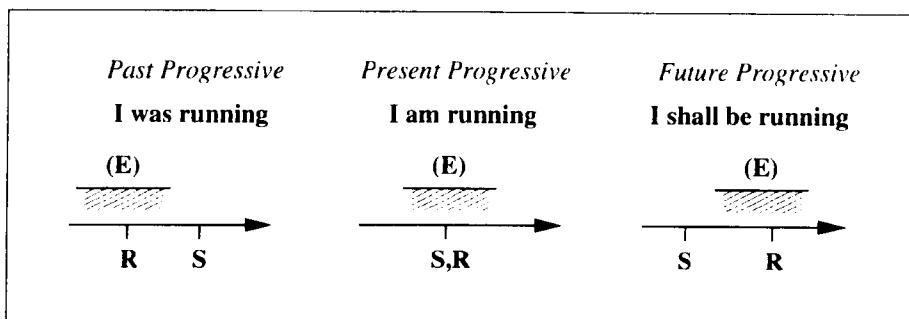 Past Progressive Present Progressive Future Progressive
I was running I am running I shall be running
(E) (E) (E)
R S S,R S R